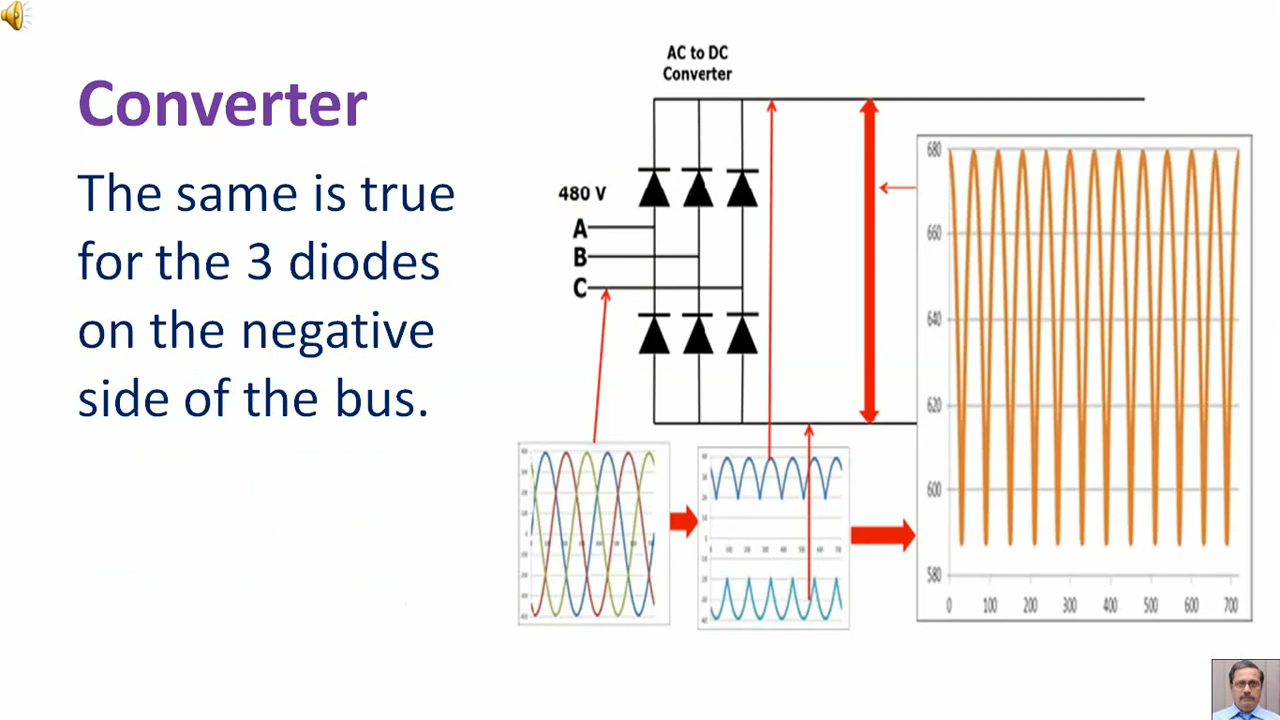 Converter
The same is true
for the 3 diodes
on the negative
side of the bus.
AC to DC
Converter
480 V
A
B
C
680
660
640
620
600
580
0 100 200 300 400 500 600 700